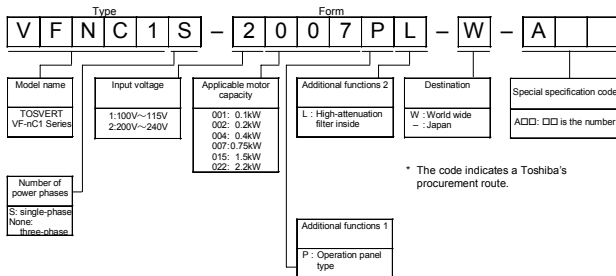 Type
Form
V F N C 1 S – 2 0 0 7 P L – W – A
Model name
TOSVERT
VF-nC1 Series
Input voltage
1:100V～115V
2:200V～240V
Applicable motor
capacity
001: 0.1kW
002: 0.2kW
004: 0.4kW
007:0.75kW
015: 1.5kW
022: 2.2kW
Additional functions 2
L : High-attenuation
filter inside
Destination
W : World wide
– : Japan
Special specification code
A□□: □□ is the number
Number of
power phases
S: single-phase
None:
three-phase
* The code indicates a Toshiba's
procurement route.
Additional functions 1
P : Operation panel
type